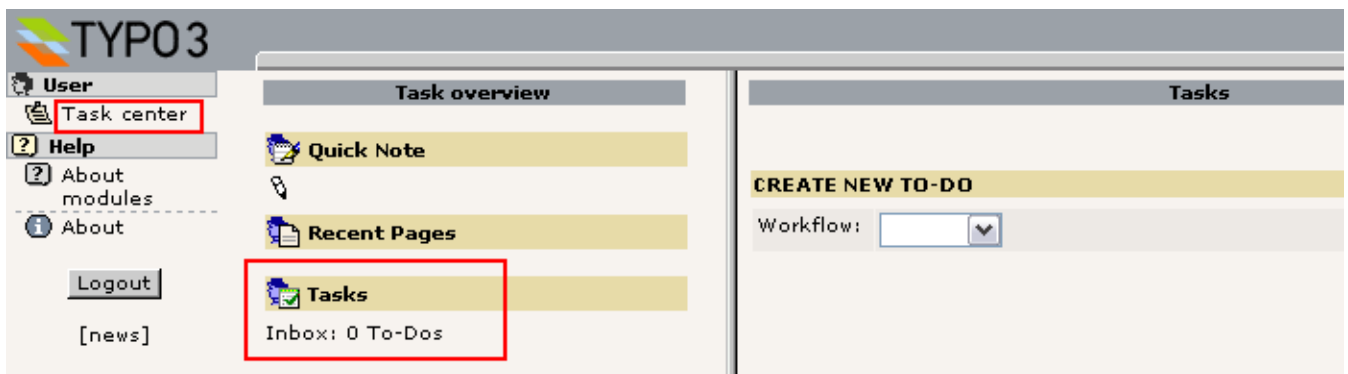 TYPO3
User
Task center
Help
About
modules
About
Logout
[news]
Task overview
Quick Note
Recent Pages
Tasks
Inbox: 0 To-Dos
Tasks
CREATE NEW TO-DO
Workflow: